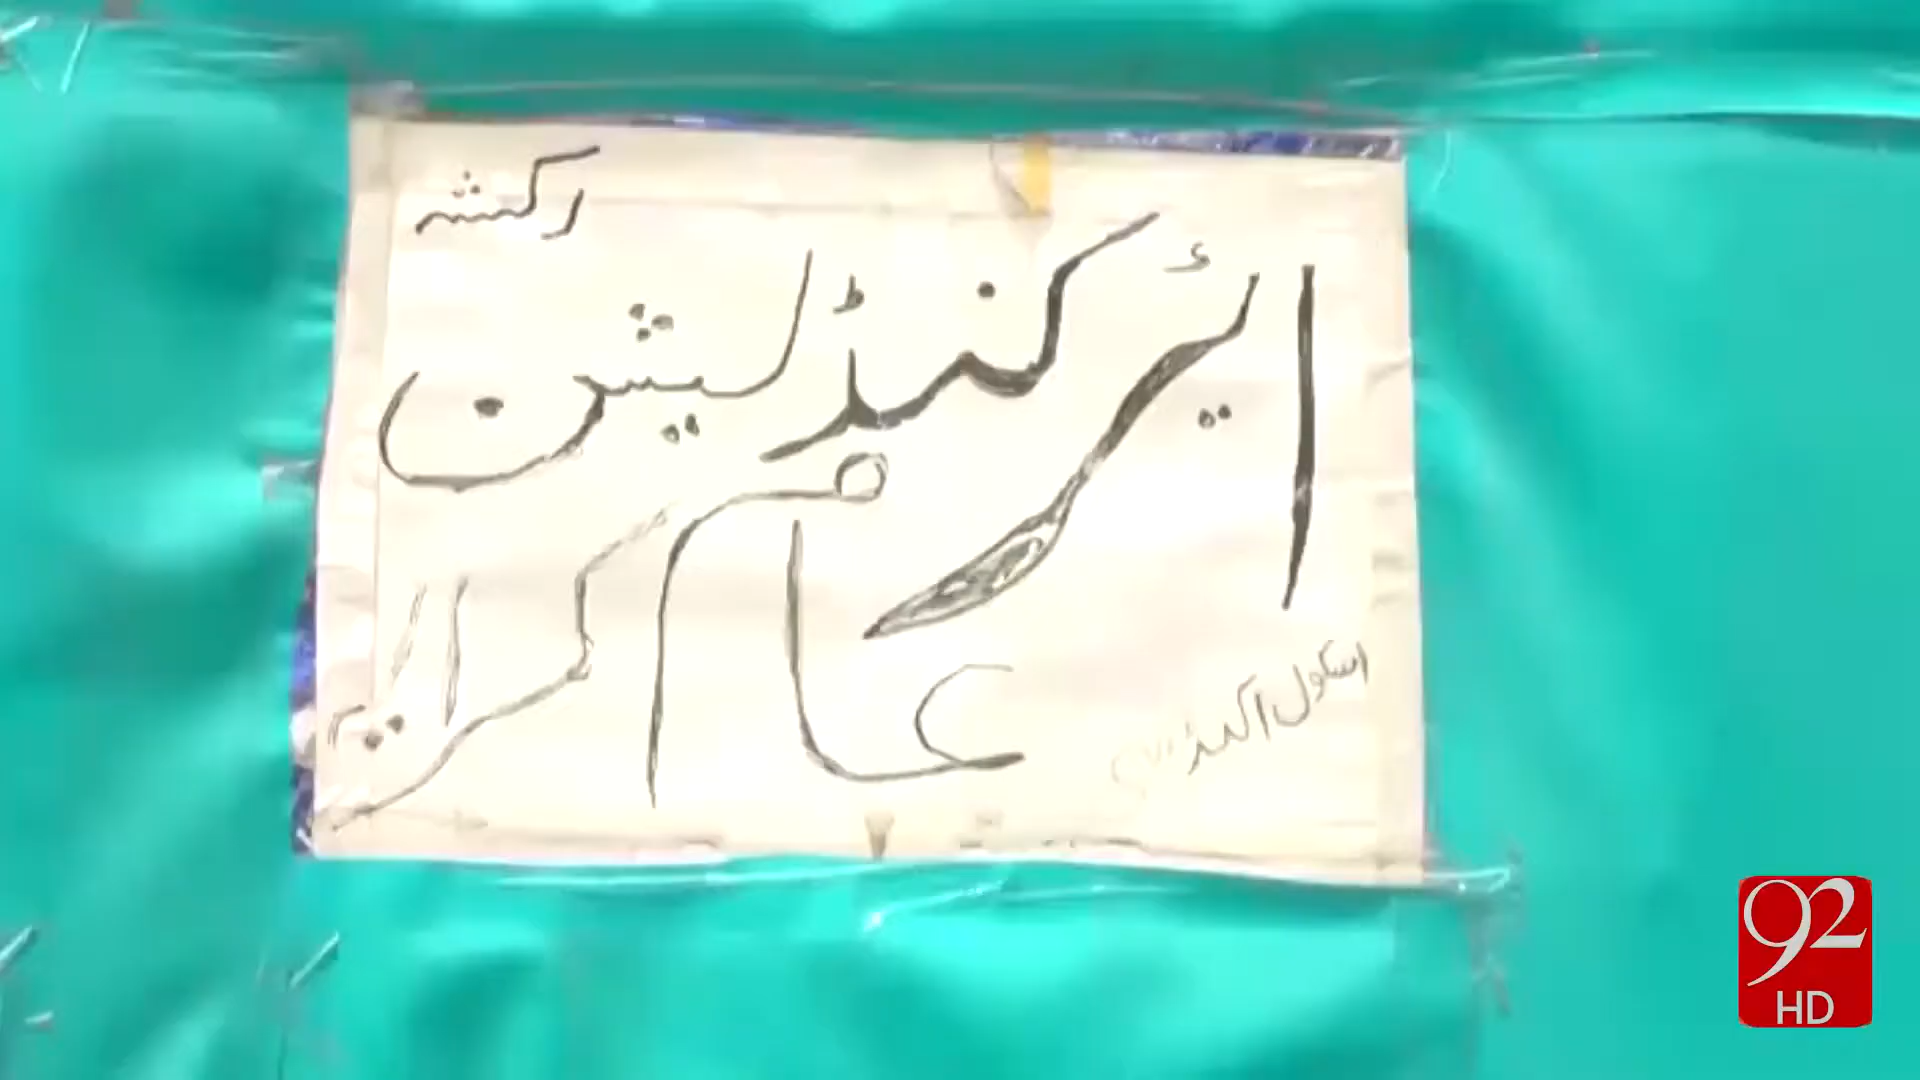 رکشہ
ائیرکنڈیشن
عام کرایہ
اسکول اکیڈمی
92
HD